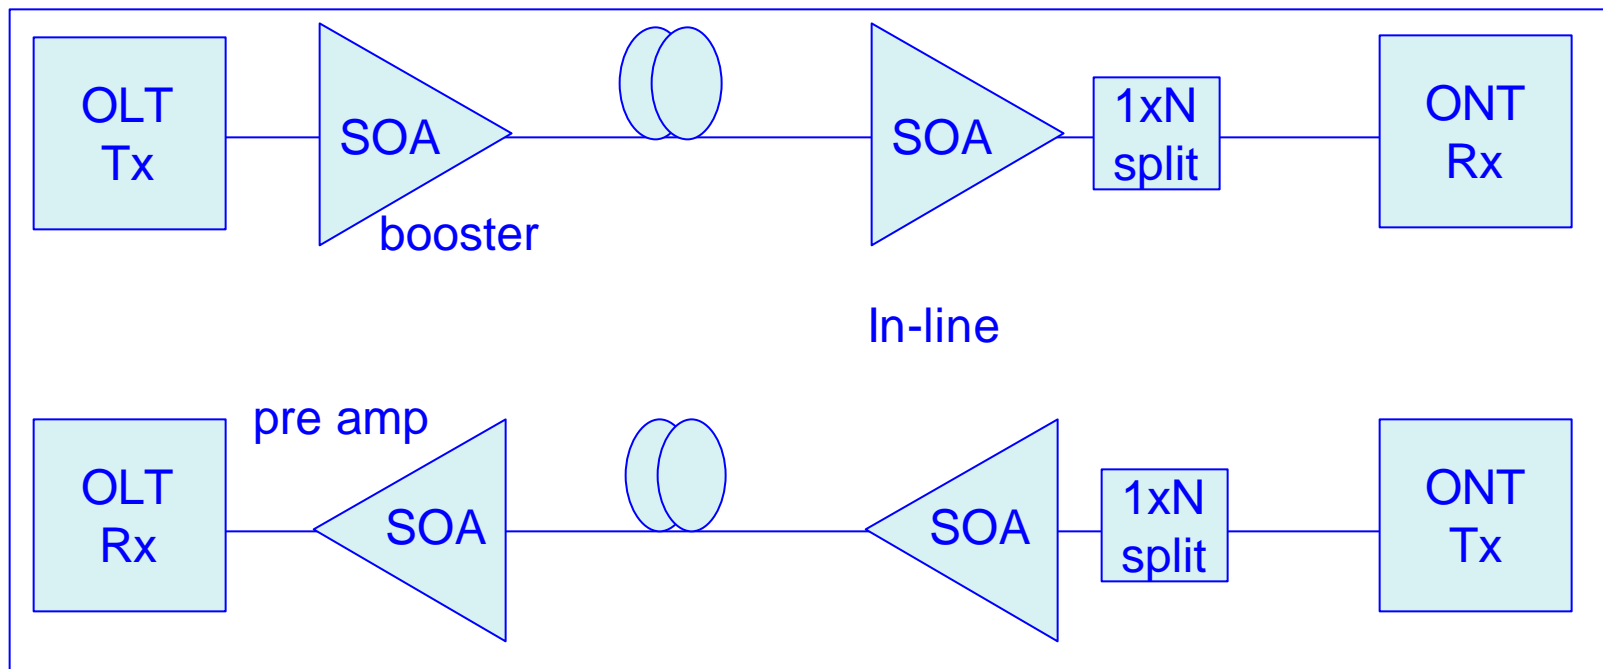 OLT
Tx
SOA
booster
SOA
1xN
split
ONT
Rx
In-line
pre amp
OLT
Rx
SOA
SOA
1xN
split
ONT
Tx